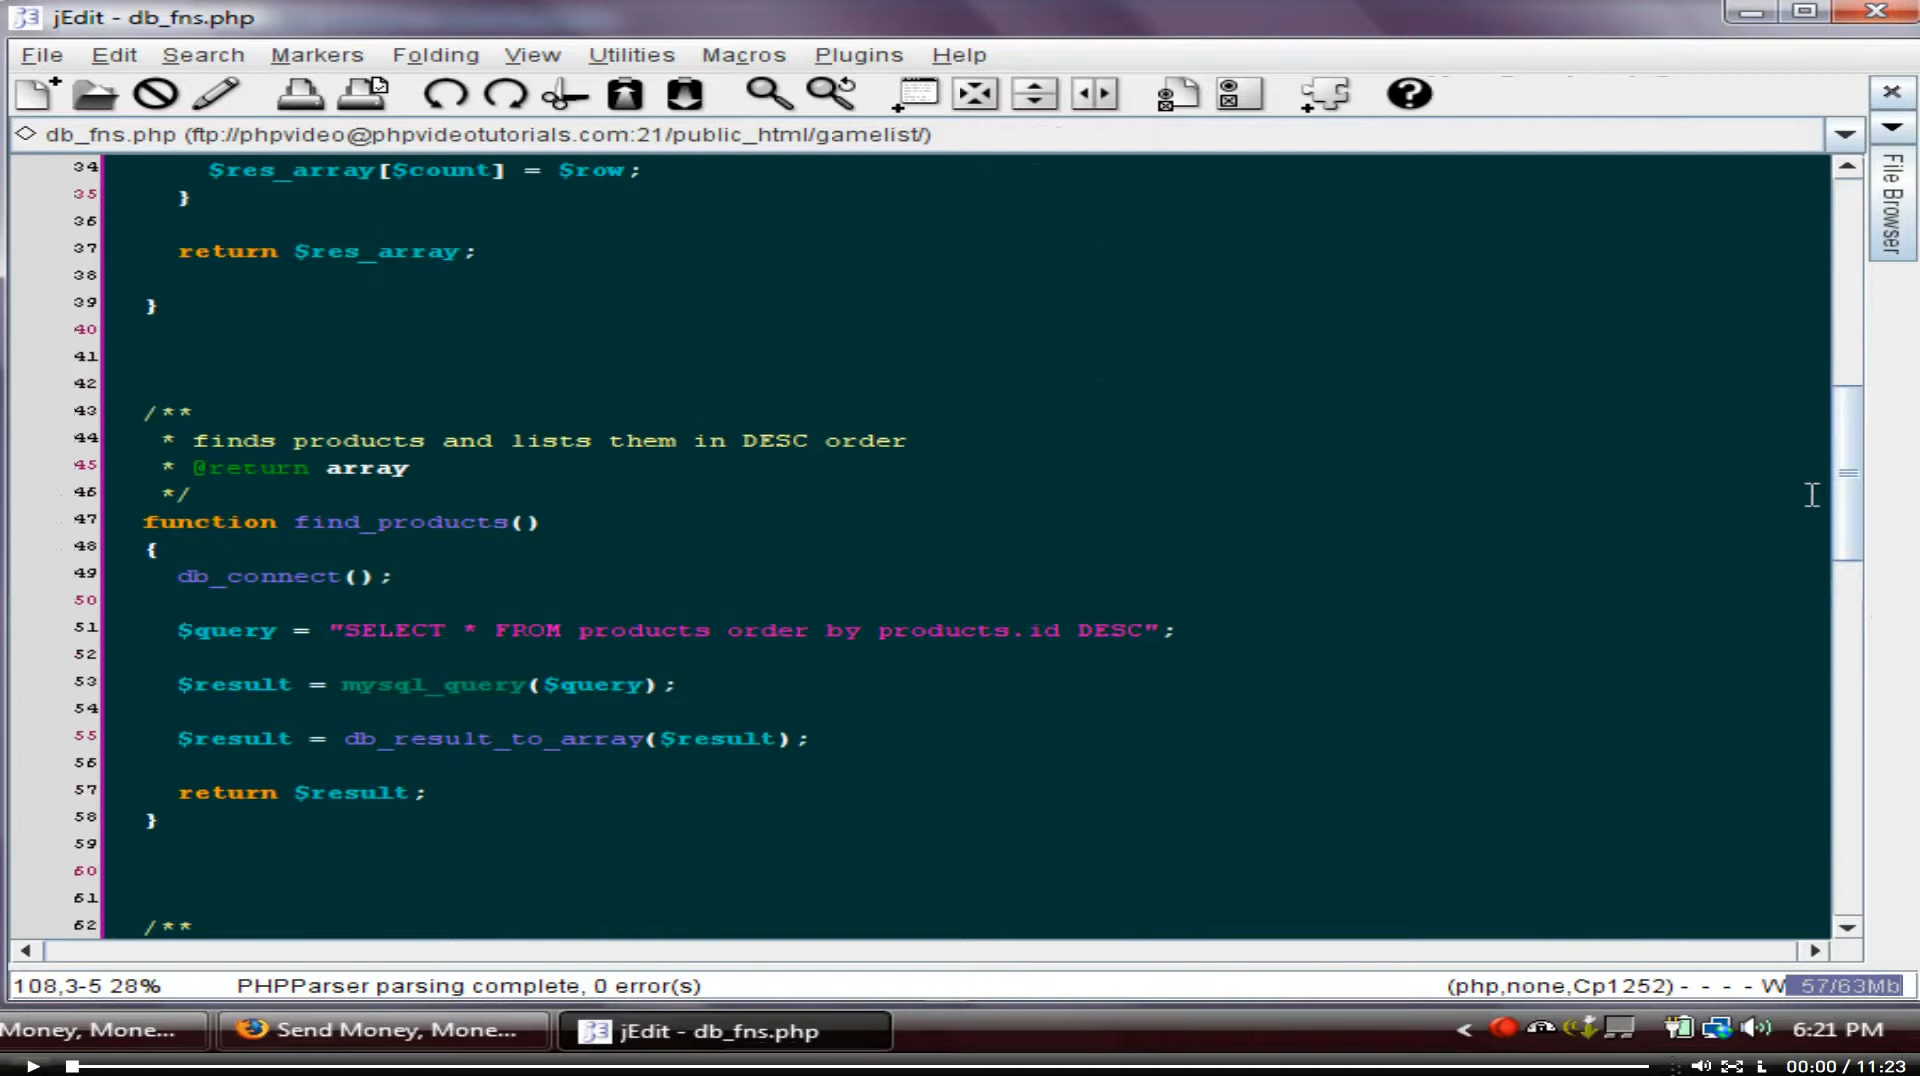 jEdit - db_fns.php
File Edit Search Markers Folding View Utilities Macros Plugins Help
db_fns.php (ftp://phpvideo@phpvideotutorials.com:21/public_html/gamelist/)
File Browser
34 $res_array[$count] = $row;
35 }
36
37 return $res_array;
38
39 }
40
41
42
43 /**
44 * finds products and lists them in DESC order
45 * @return array
46 */
47 function find_products()
48 {
49 db_connect();
50
51 $query = "SELECT * FROM products order by products.id DESC";
52
53 $result = mysql_query($query);
54
55 $result = db_result_to_array($result);
56
57 return $result;
58 }
59
60
61
62 /**
108,3-5 28% PHPParser parsing complete, 0 error(s) (php,none,Cp1252)- - - - W 57/63Mb
Money, Mone... Send Money, Mone... jEdit - db_fns.php < 6:21 PM
00:00 / 11:23